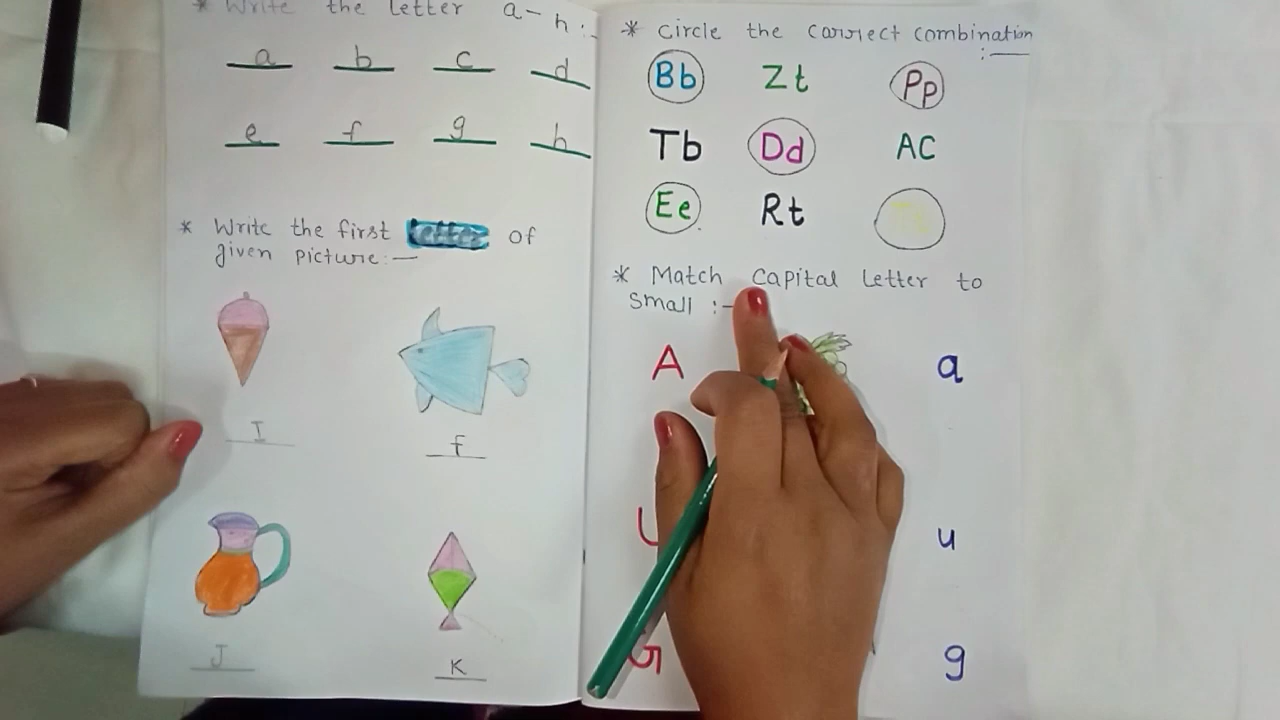 * Write the letter a-h:-
a b c d
e f g h
* Write the first letter of
given picture:-
I f
J K
* Circle the correct combination
:-
Bb Zt Pp
Tb Dd AC
Ee Rt
* Match Capital letter to
small :-
A a
U u
G g